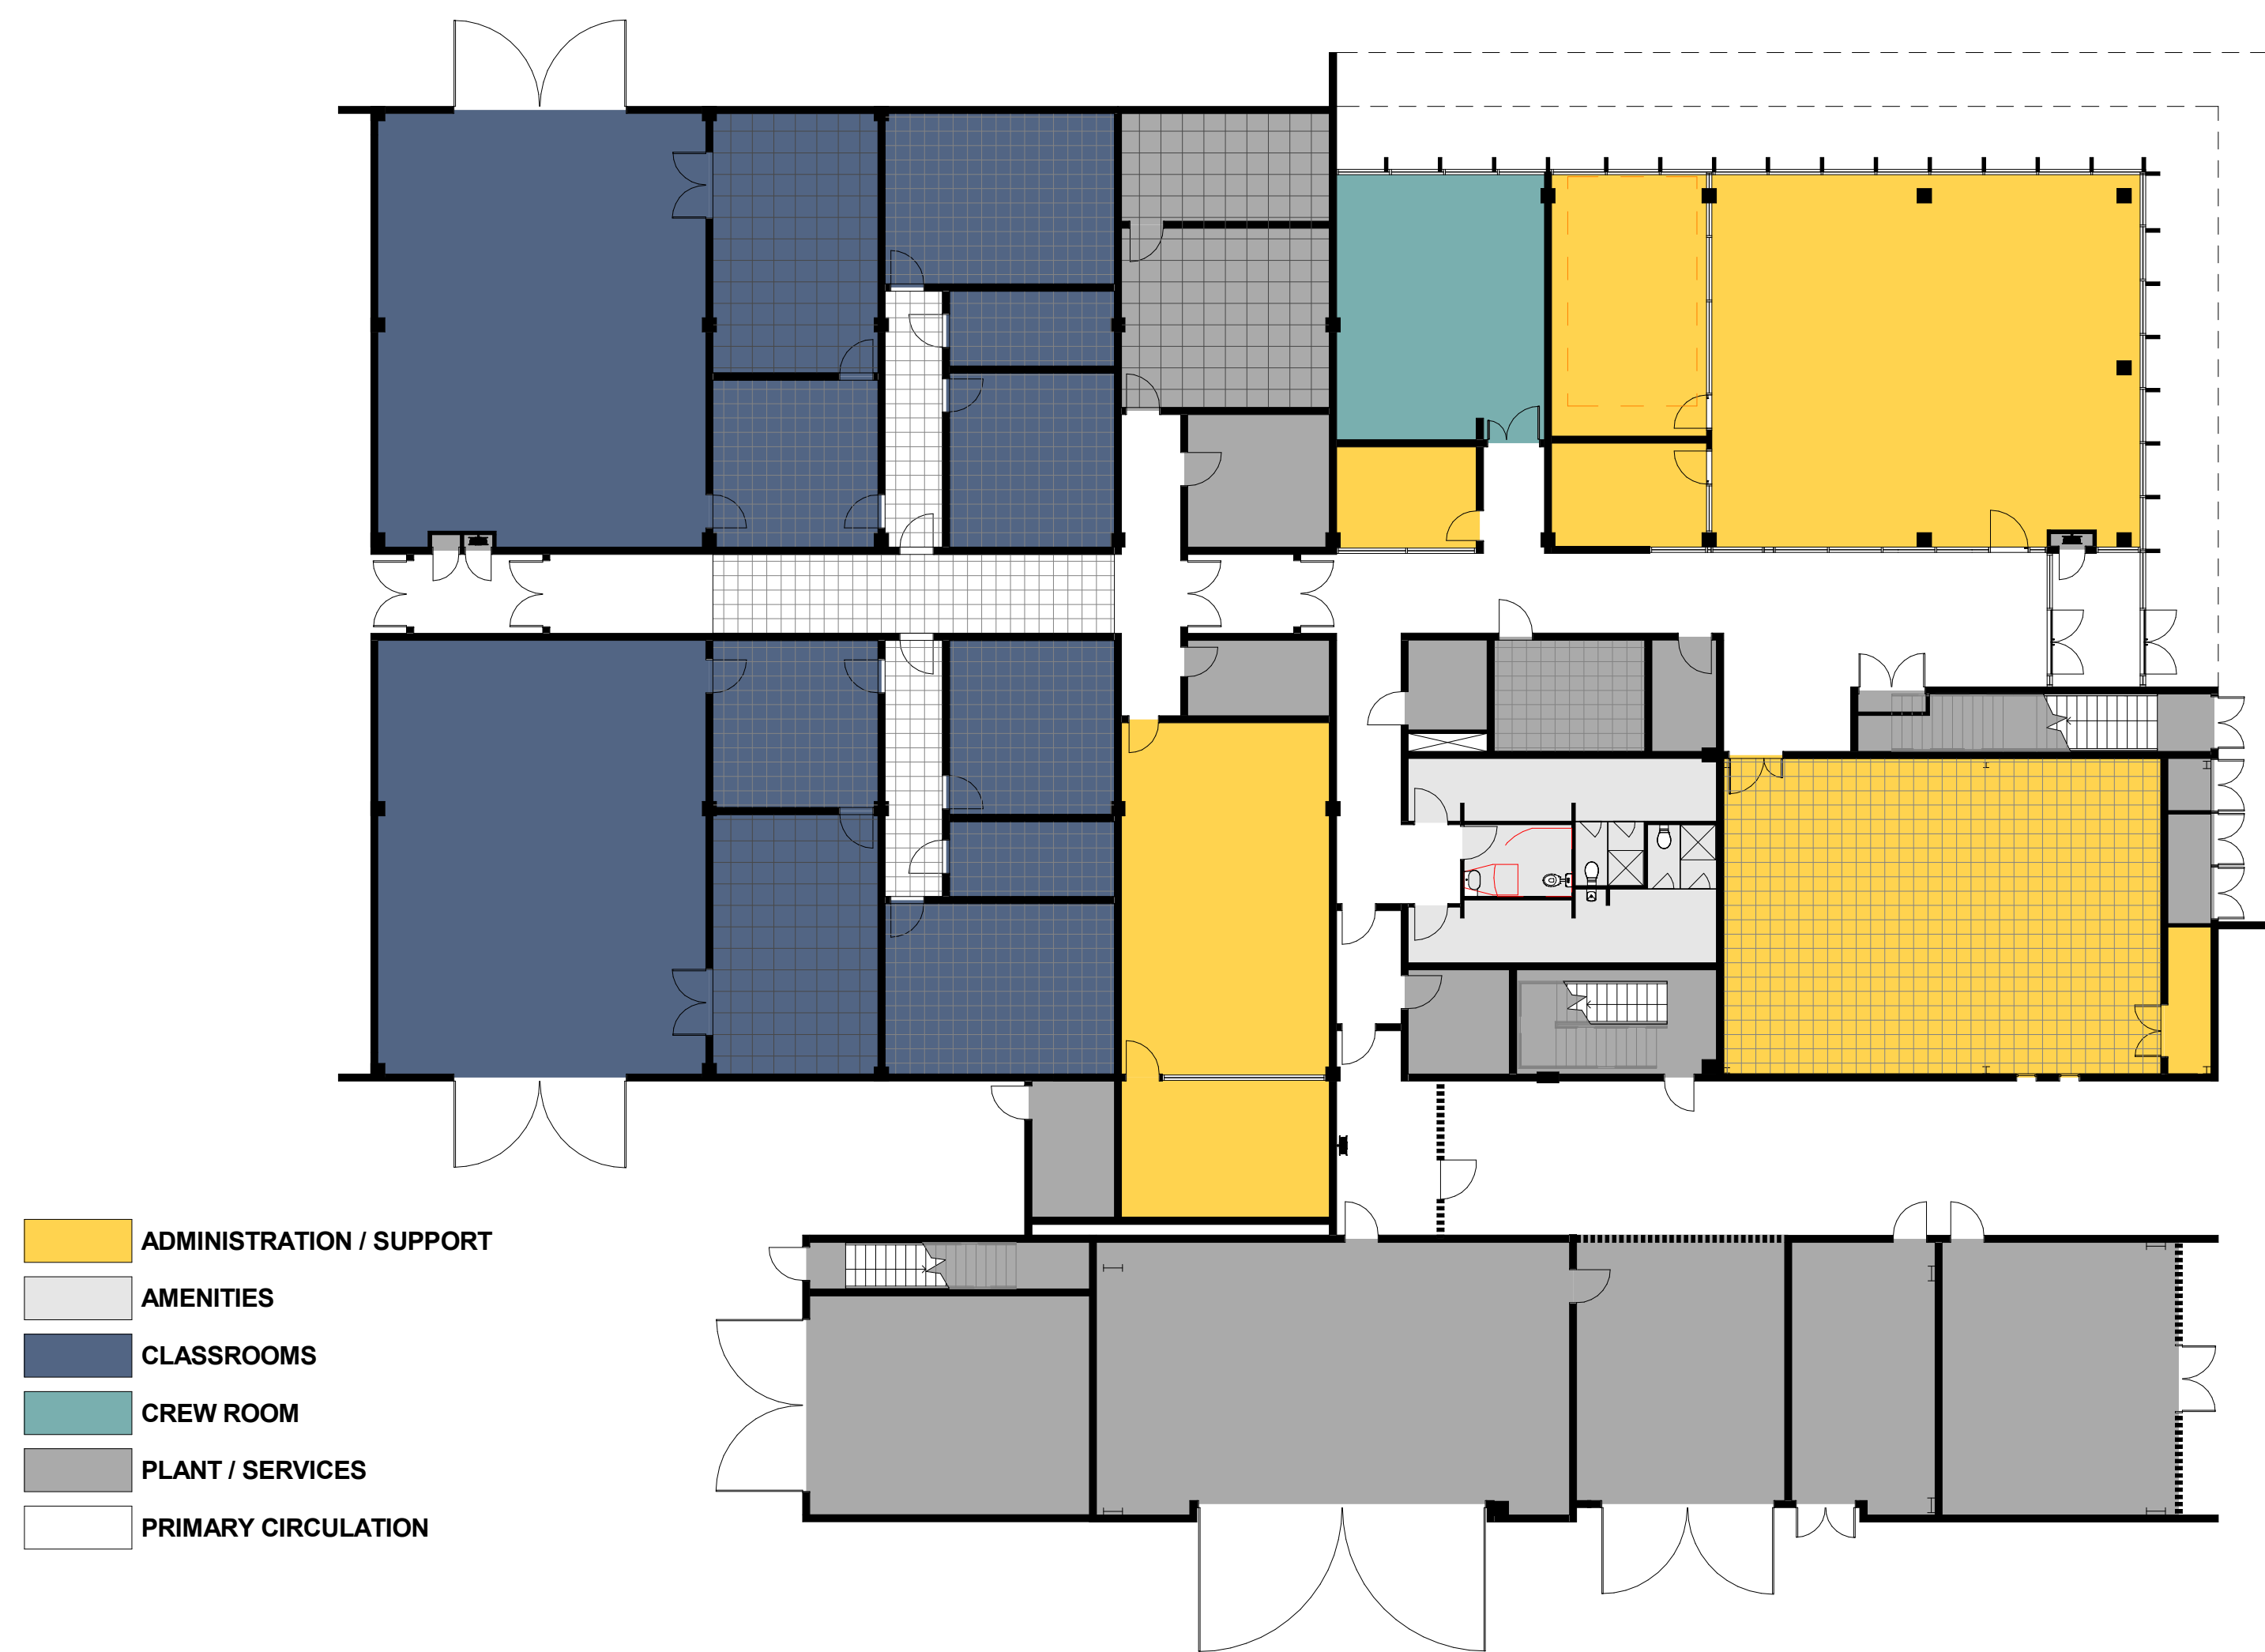 ADMINISTRATION / SUPPORT
AMENITIES
CLASSROOMS
CREW ROOM
PLANT / SERVICES
PRIMARY CIRCULATION